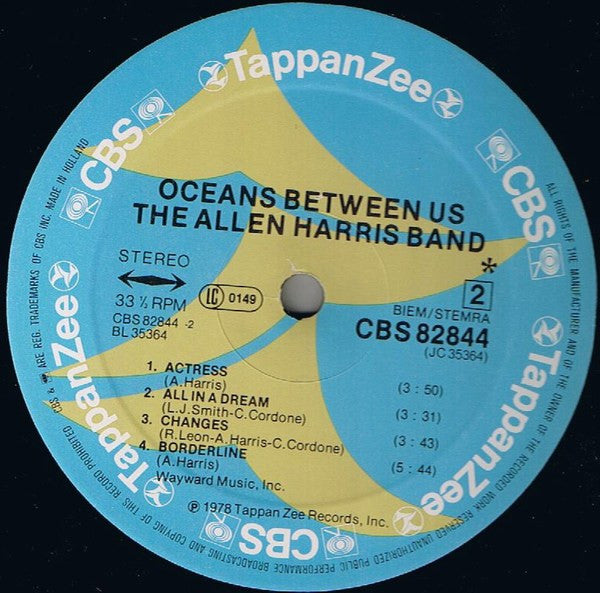 TappanZee
CBS
CBS
OCEANS BETWEEN US
THE ALLEN HARRIS BAND
*
STEREO
33 ⅓ RPM
LC 0149
2
BIEM/STEMRA
CBS 82844 -2
BL 35364
CBS 82844
(JC 35364)
1. ACTRESS (3 : 50)
(A.Harris)
2. ALL IN A DREAM (3 : 31)
(L.J.Smith-C.Cordone)
3. CHANGES (3 : 43)
(R.Leon-A.Harris-C.Cordone)
4. BORDERLINE (5 : 44)
(A.Harris)
Wayward Music, Inc.
℗ 1978 Tappan Zee Records, Inc.
TappanZee
TappanZee
CBS
ALL RIGHTS OF THE MANUFACTURER AND OF THE OWNER OF THE RECORDED WORK RESERVED UNAUTHORIZED PUBLIC PERFORMANCE BROADCASTING AND COPYING OF THIS RECORD PROHIBITED
CBS & ARE REG. TRADEMARKS OF CBS INC. MADE IN HOLLAND